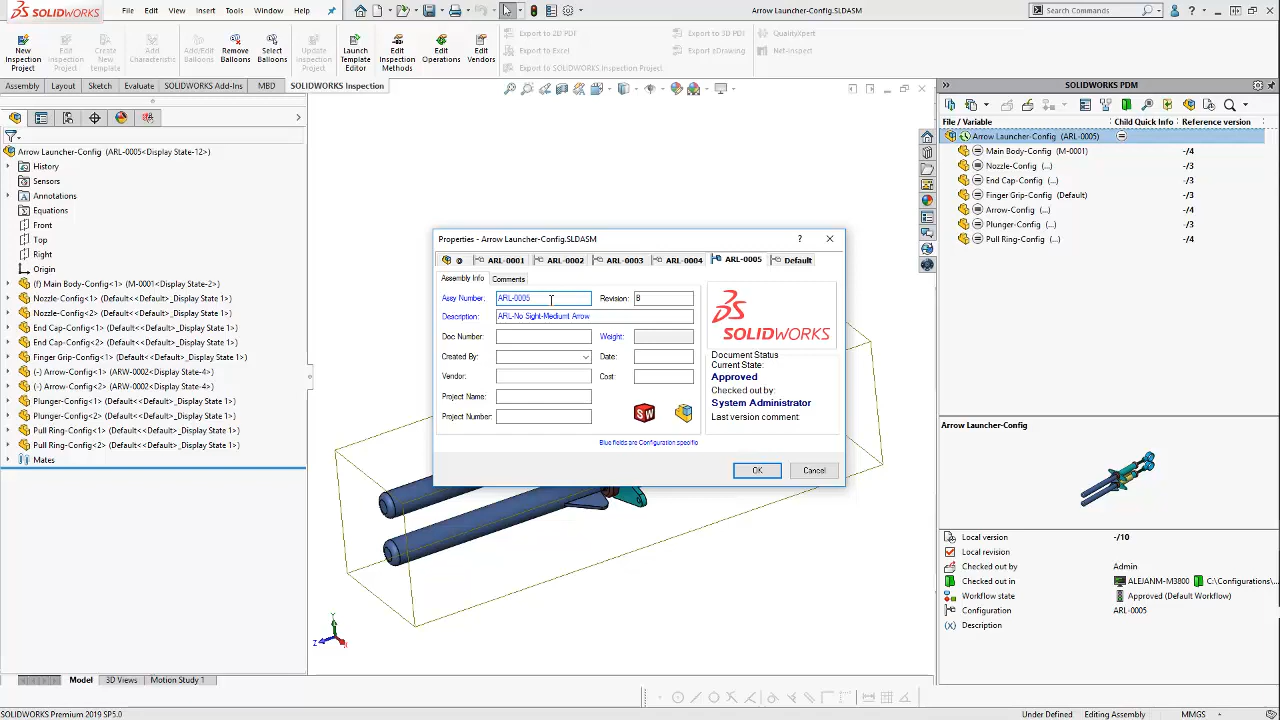 SOLIDWORKS
File Edit View Insert Tools Window Help
Arrow Launcher-Config.SLDASM
Search Commands
New Inspection Project
Edit Inspection Project
Create New template
Add Characteristic
Add/Edit Balloons
Remove Balloons
Select Balloons
Update Inspection Project
Launch Template Editor
Edit Inspection Methods
Edit Operations
Edit Vendors
Export to 2D PDF
Export to Excel
Export to SOLIDWORKS Inspection Project
Export to 3D PDF
Export eDrawing
QualityXpert
Net-Inspect
Assembly Layout Sketch Evaluate SOLIDWORKS Add-Ins MBD SOLIDWORKS Inspection
Arrow Launcher-Config (ARL-0005<Display State-12>)
History
Sensors
Annotations
Equations
Front
Top
Right
Origin
(f) Main Body-Config<1> (M-0001<Display State-2>)
Nozzle-Config<1> (Default<<Default>_Display State 1>)
Nozzle-Config<2> (Default<<Default>_Display State 1>)
End Cap-Config<1> (Default<<Default>_Display State 1>)
End Cap-Config<2> (Default<<Default>_Display State 1>)
Finger Grip-Config<1> (Default<<Default>_Display State 1>)
(-) Arrow-Config<1> (ARW-0002<Display State-4>)
(-) Arrow-Config<2> (ARW-0002<Display State-4>)
Plunger-Config<1> (Default<<Default>_Display State 1>)
Plunger-Config<2> (Default<<Default>_Display State 1>)
Pull Ring-Config<1> (Default<<Default>_Display State 1>)
Pull Ring-Config<2> (Default<<Default>_Display State 1>)
Mates
Properties - Arrow Launcher-Config.SLDASM
@ ARL-0001 ARL-0002 ARL-0003 ARL-0004 ARL-0005 Default
Assembly Info Comments
Assy Number: ARL-0005 Revision: B
Description: ARL-No Sight-Mediumt Arrow
Doc Number: Weight:
Created By: Date:
Vendor: Cost:
Project Name:
Project Number:
Blue fields are Configuration specific
SW
SOLIDWORKS
Document Status
Current State:
Approved
Checked out by:
System Administrator
Last version comment:
OK Cancel
SOLIDWORKS PDM
File / Variable Child Quick Info Reference version
Arrow Launcher-Config (ARL-0005)
Main Body-Config (M-0001) -/4
Nozzle-Config (...) -/3
End Cap-Config (...) -/3
Finger Grip-Config (Default) -/3
Arrow-Config (...) -/4
Plunger-Config (...) -/3
Pull Ring-Config (...) -/4
Arrow Launcher-Config
Local version -/10
Local revision
Checked out by Admin
Checked out in ALEJANM-M3800 C:\Configurations\...
Workflow state Approved (Default Workflow)
Configuration ARL-0005
Description
Y
Z
X
Model 3D Views Motion Study 1
SOLIDWORKS Premium 2019 SP5.0
Under Defined Editing Assembly MMGS